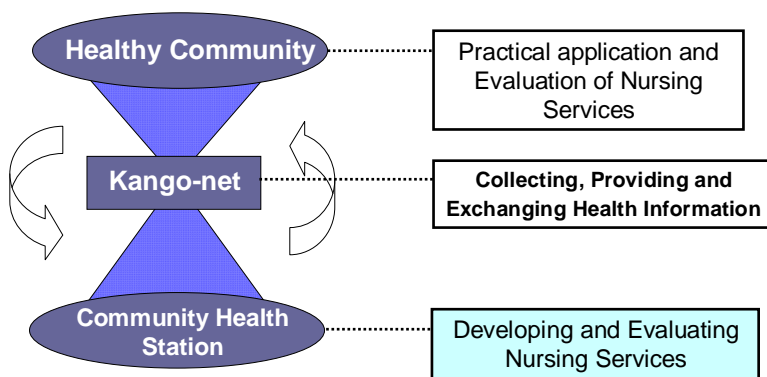 Healthy Community
Practical application and
Evaluation of Nursing
Services
Kango-net
Collecting, Providing and
Exchanging Health Information
Community Health
Station
Developing and Evaluating
Nursing Services